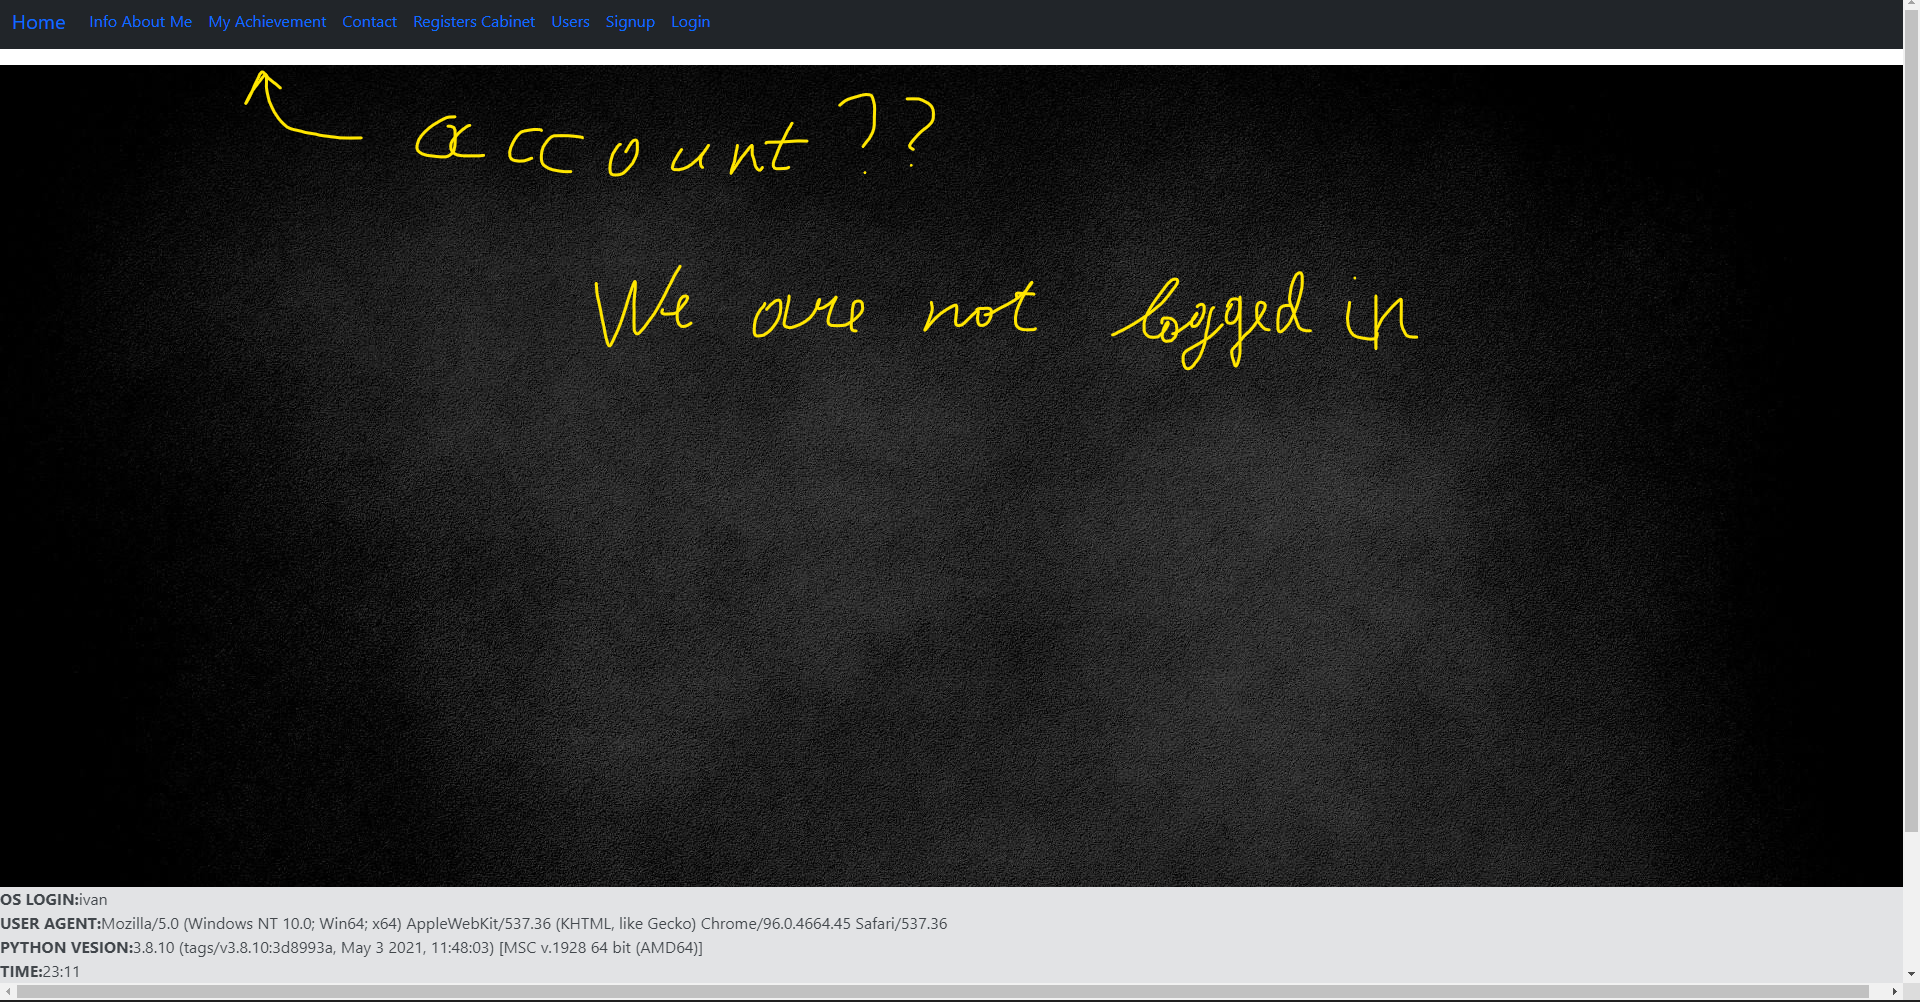 Home Info About Me My Achievement Contact Registers Cabinet Users Signup Login
account??
We are not logged in
OS LOGIN:ivan
USER AGENT:Mozilla/5.0 (Windows NT 10.0; Win64; x64) AppleWebKit/537.36 (KHTML, like Gecko) Chrome/96.0.4664.45 Safari/537.36
PYTHON VESION:3.8.10 (tags/v3.8.10:3d8993a, May 3 2021, 11:48:03) [MSC v.1928 64 bit (AMD64)]
TIME:23:11